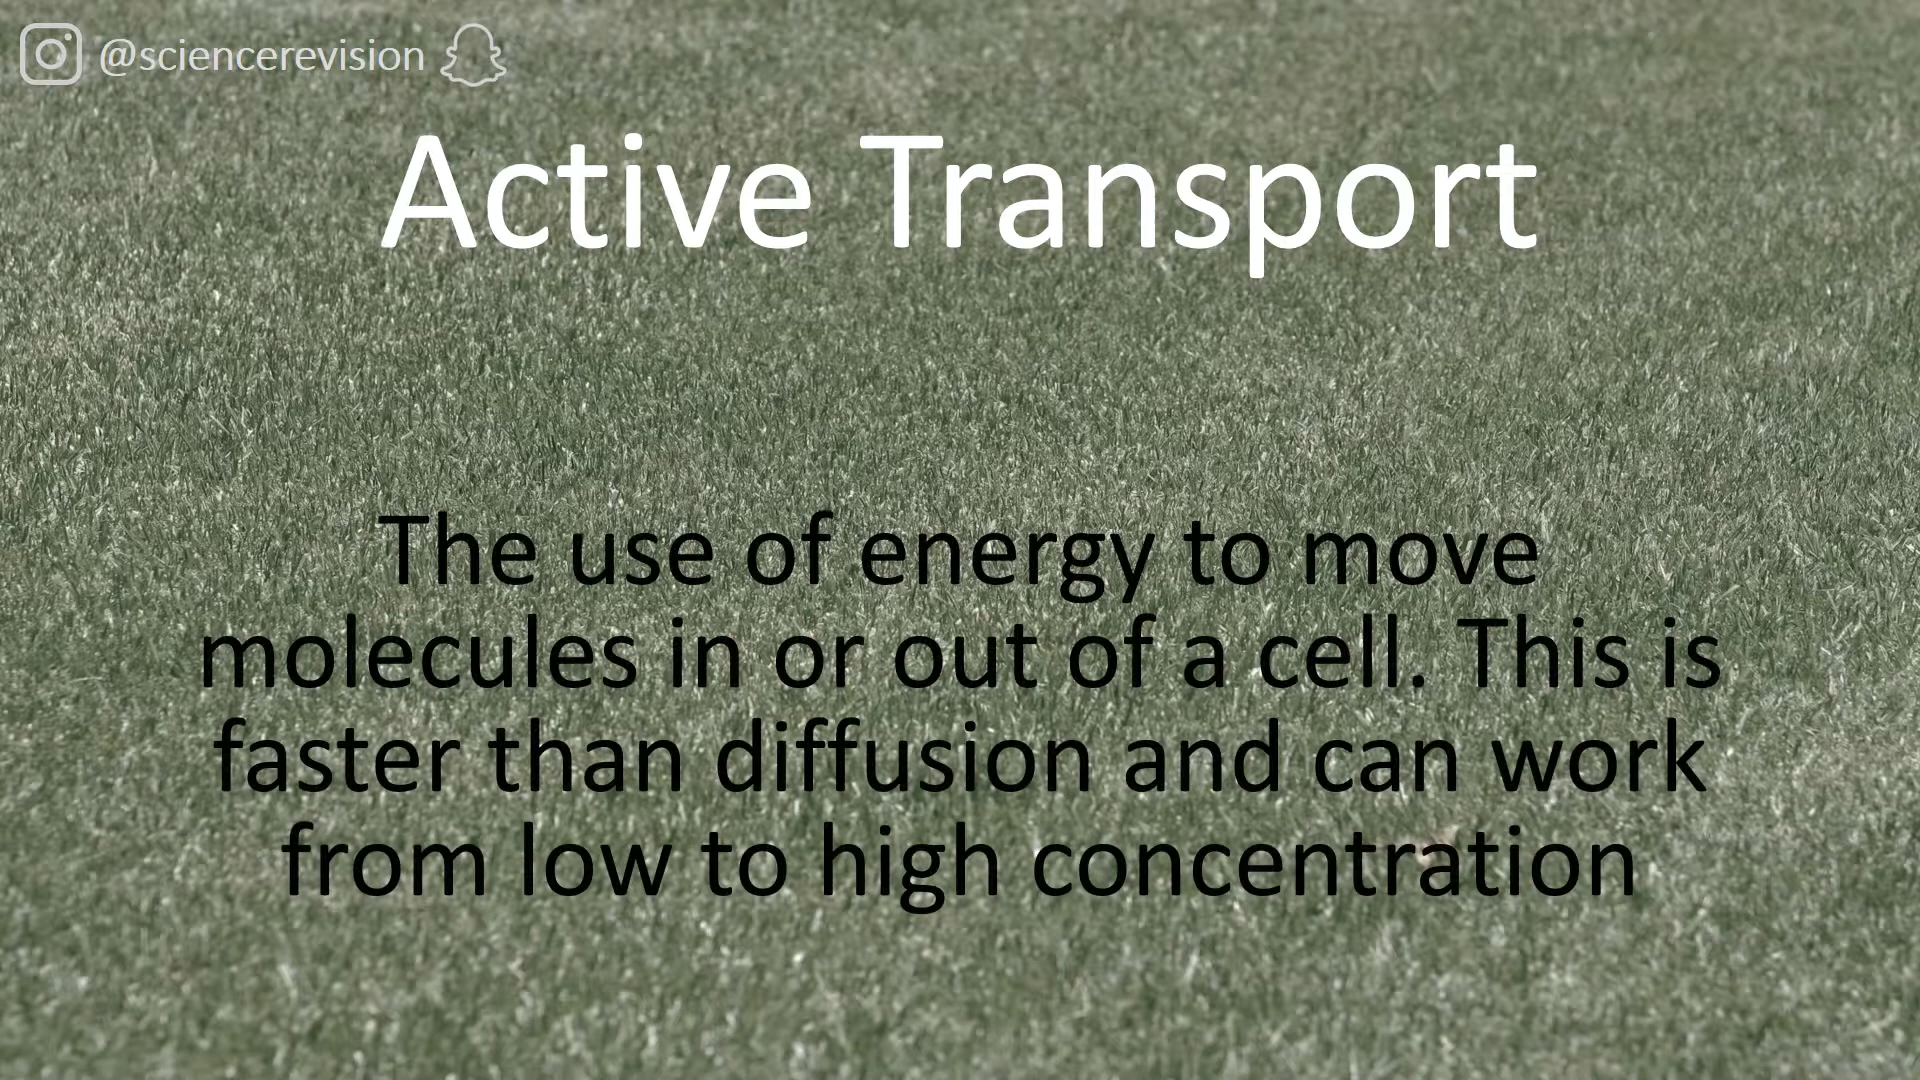 @sciencerevision
Active Transport
The use of energy to move
molecules in or out of a cell. This is
faster than diffusion and can work
from low to high concentration